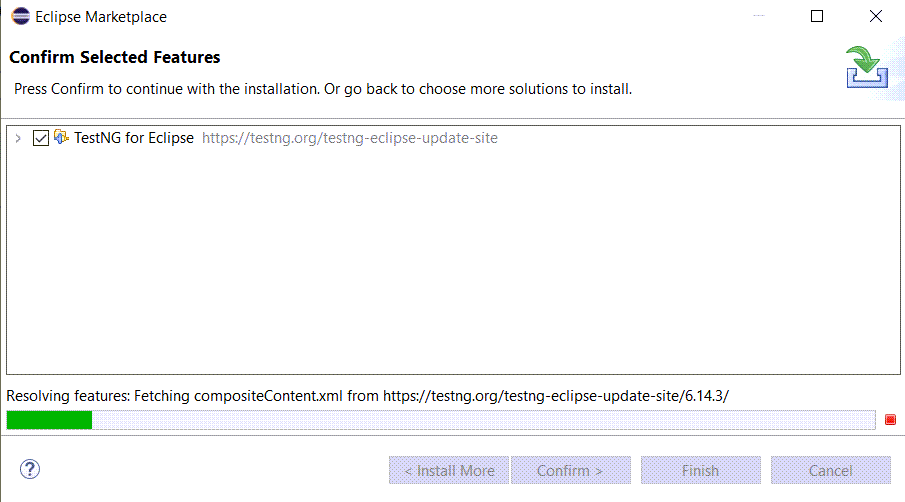 Eclipse Marketplace
Confirm Selected Features
Press Confirm to continue with the installation. Or go back to choose more solutions to install.
TestNG for Eclipse https://testng.org/testng-eclipse-update-site
Resolving features: Fetching compositeContent.xml from https://testng.org/testng-eclipse-update-site/6.14.3/
? < Install More Confirm > Finish Cancel